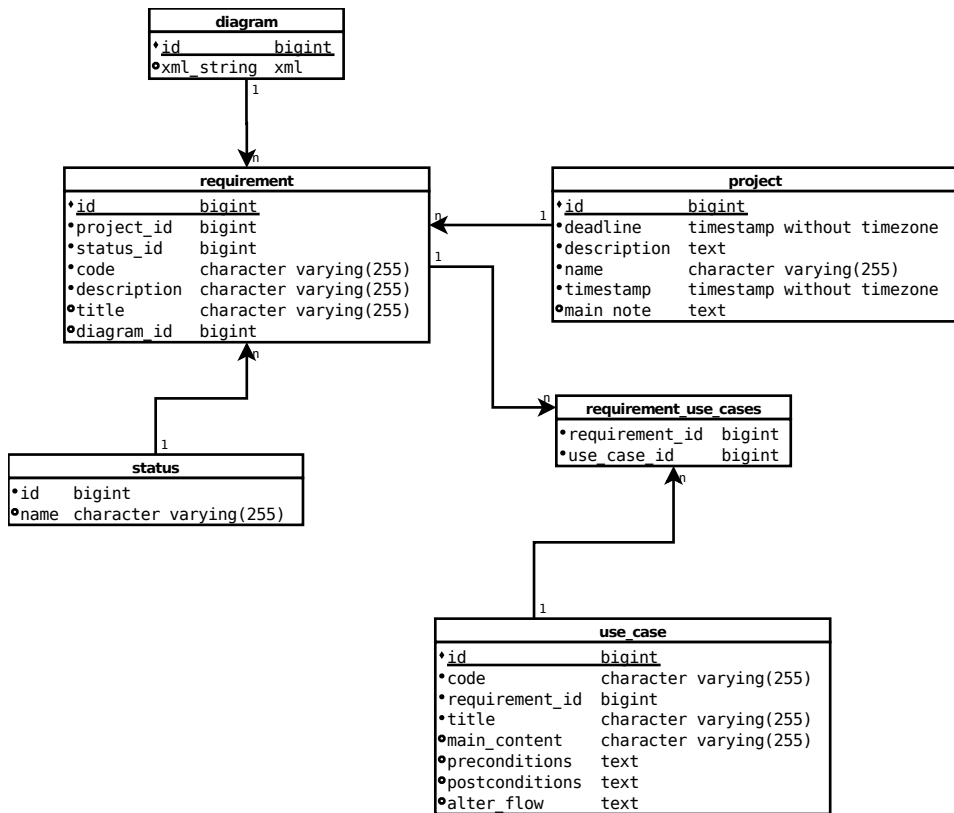 diagram
id bigint
xml_string xml
1
n
requirement
id bigint
project_id bigint
status_id bigint
code character varying(255)
description character varying(255)
title character varying(255)
diagram_id bigint
n
1
1
n
project
id bigint
deadline timestamp without timezone
description text
name character varying(255)
timestamp timestamp without timezone
main note text
n
requirement_use_cases
requirement_id bigint
use_case_id bigint
n
1
status
id bigint
name character varying(255)
1
use_case
id bigint
code character varying(255)
requirement_id bigint
title character varying(255)
main_content character varying(255)
preconditions text
postconditions text
alter_flow text